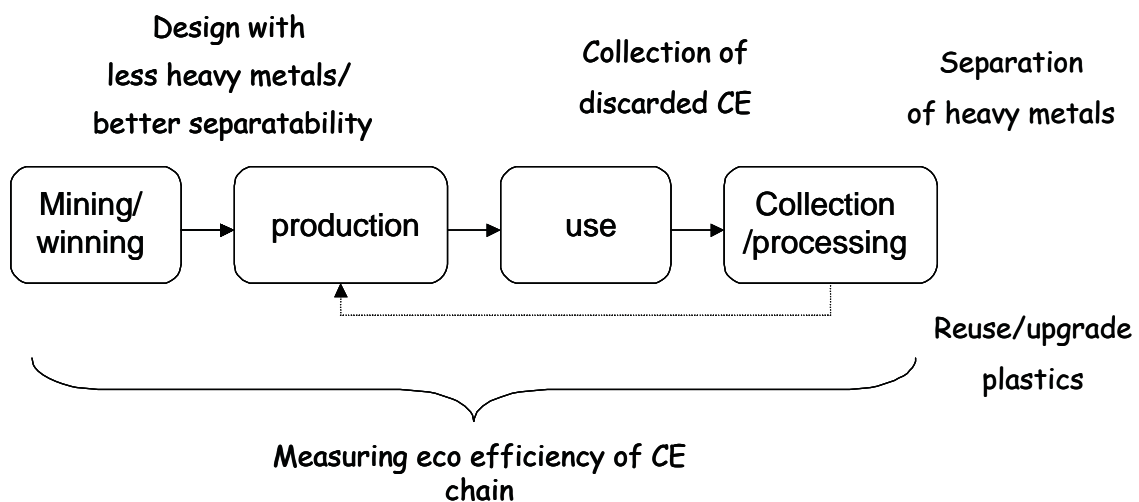 Design with
less heavy metals/
better separatability
Collection of
discarded CE
Separation
of heavy metals
Mining/
winning
production
use
Collection
/processing
Reuse/upgrade
plastics
Measuring eco efficiency of CE
chain